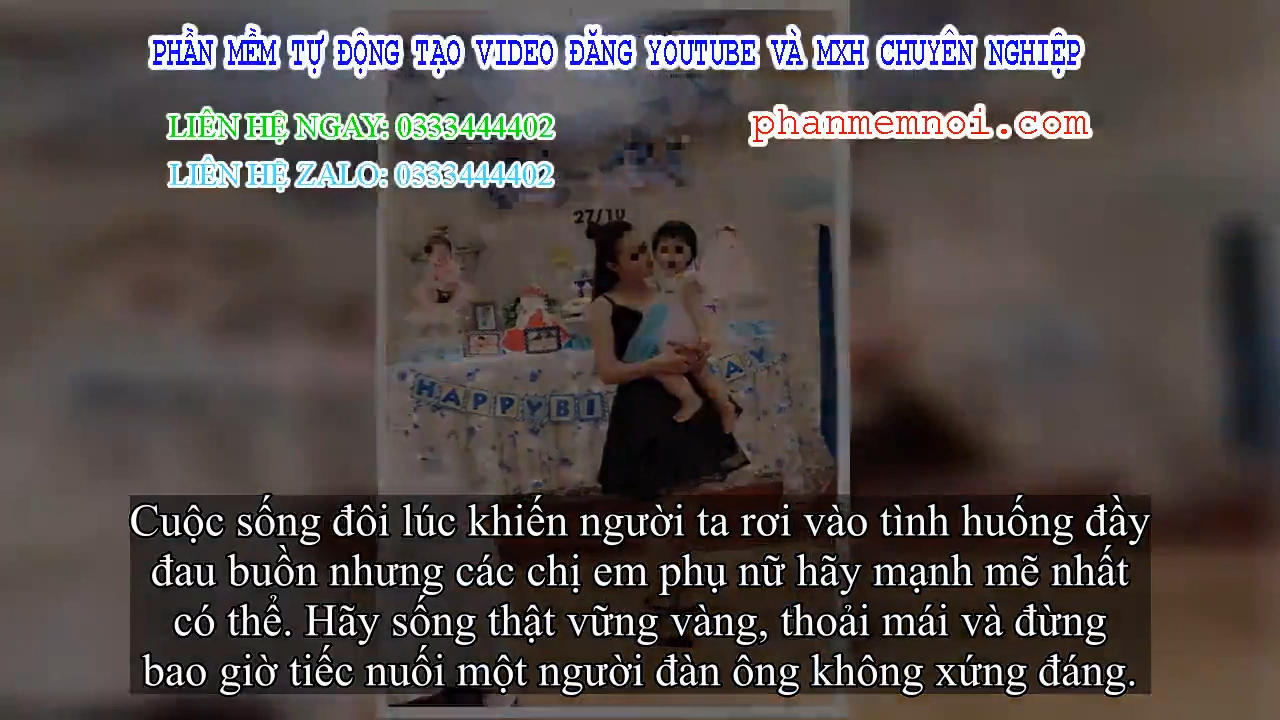 PHẦN MỀM TỰ ĐỘNG TẠO VIDEO ĐĂNG YOUTUBE VÀ MXH CHUYÊN NGHIỆP
LIÊN HỆ NGAY: 0333444402
phanmemnoi.com
LIÊN HỆ ZALO: 0333444402
27/10
HAPPY BI
AY
Cuộc sống đôi lúc khiến người ta rơi vào tình huống đầy
đau buồn nhưng các chị em phụ nữ hãy mạnh mẽ nhất
có thể. Hãy sống thật vững vàng, thoải mái và đừng
bao giờ tiếc nuối một người đàn ông không xứng đáng.